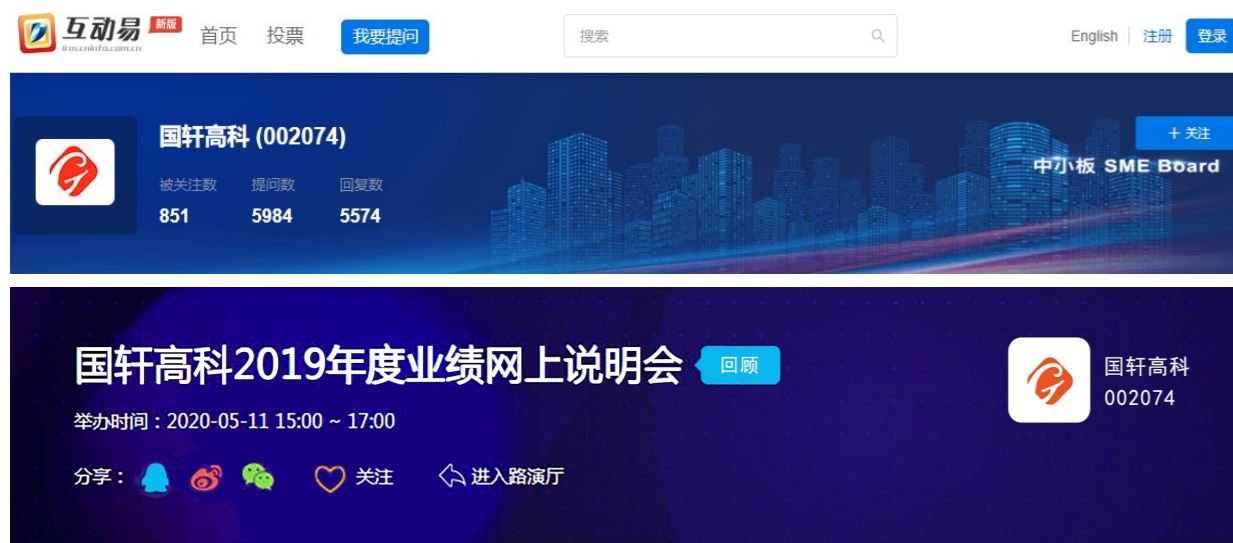 互动易 新版 首页 投票 我要提问 搜索 English 注册 登录
irm.cninfo.com.cn
国轩高科 (002074)
+ 关注
中小板 SME Board
被关注数 提问数 回复数
851 5984 5574
国轩高科2019年度业绩网上说明会 回顾
国轩高科
002074
举办时间：2020-05-11 15:00 ~ 17:00
分享： 关注 进入路演厅